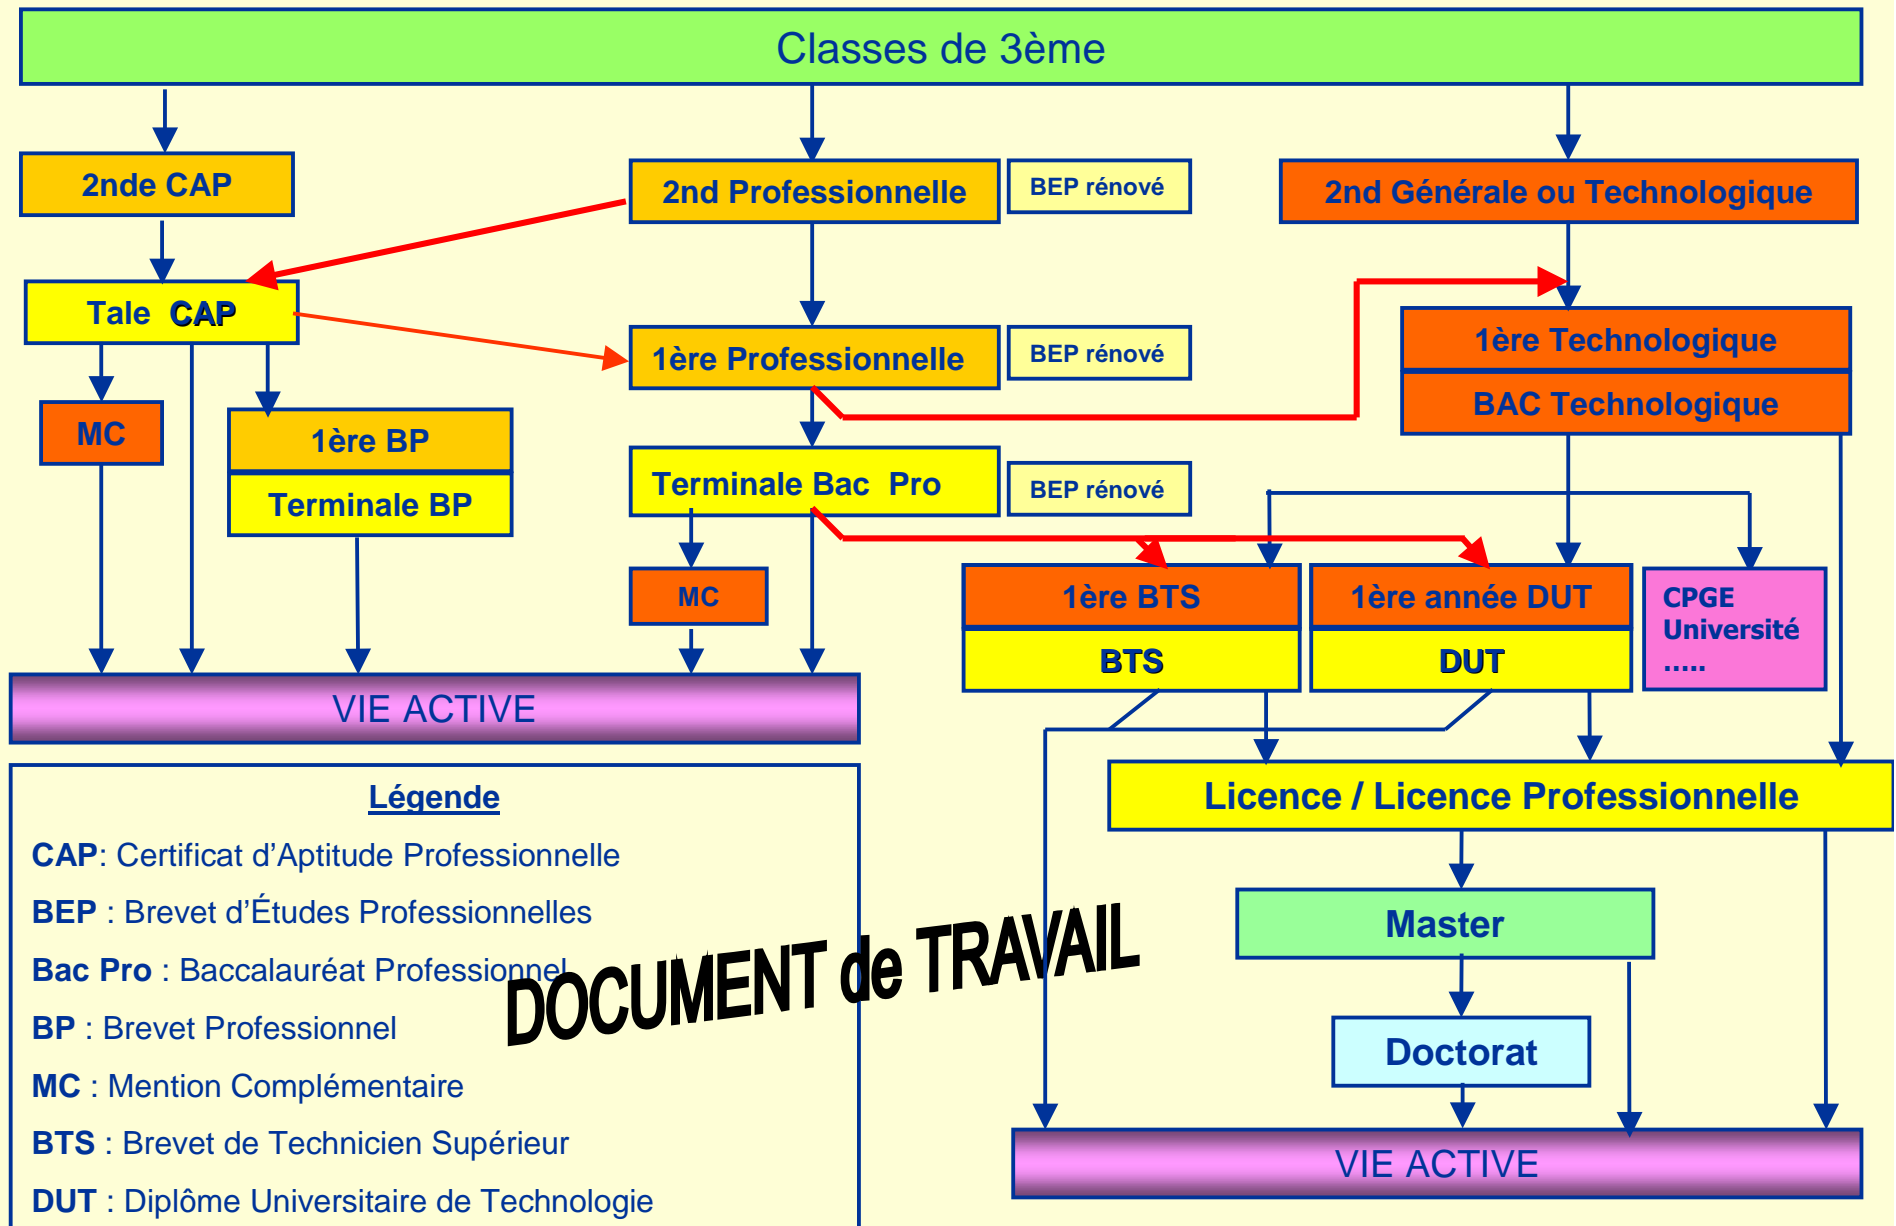 Classes de 3ème
2nde CAP
2nd Professionnelle
BEP rénové
2nd Générale ou Technologique
Tale CAP
1ère Professionnelle
BEP rénové
1ère Technologique
BAC Technologique
MC
1ère BP
Terminale BP
Terminale Bac Pro
BEP rénové
MC
1ère BTS
BTS
1ère année DUT
DUT
CPGE
Université
.....
VIE ACTIVE
Licence / Licence Professionnelle
Master
Doctorat
VIE ACTIVE
Légende
CAP: Certificat d’Aptitude Professionnelle
BEP : Brevet d’Études Professionnelles
Bac Pro : Baccalauréat Professionnel
BP : Brevet Professionnel
MC : Mention Complémentaire
BTS : Brevet de Technicien Supérieur
DUT : Diplôme Universitaire de Technologie
DOCUMENT de TRAVAIL